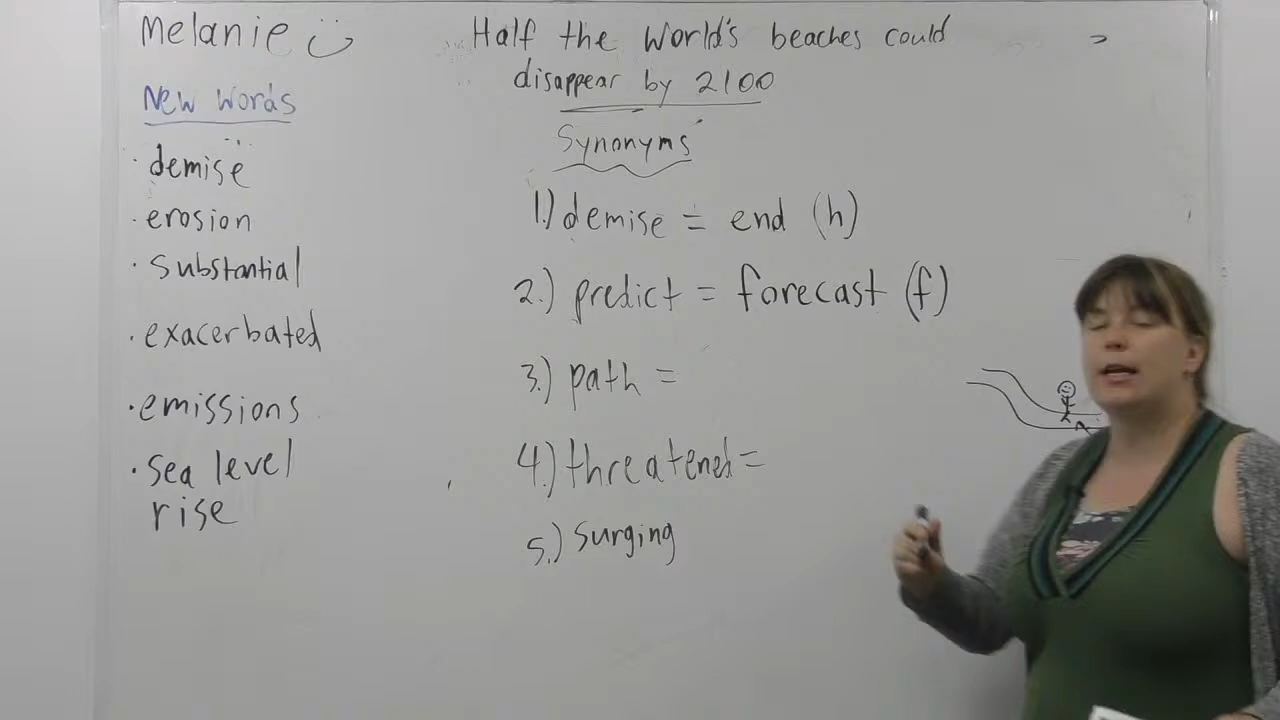 Melanie
New Words
demise
erosion
substantial
exacerbated
emissions
sea level
rise
Half the World's beaches could
disappear by 2100
Synonyms
1.) demise = end (h)
2.) predict = forecast (f)
3.) path =
4.) threatened =
5.) surging